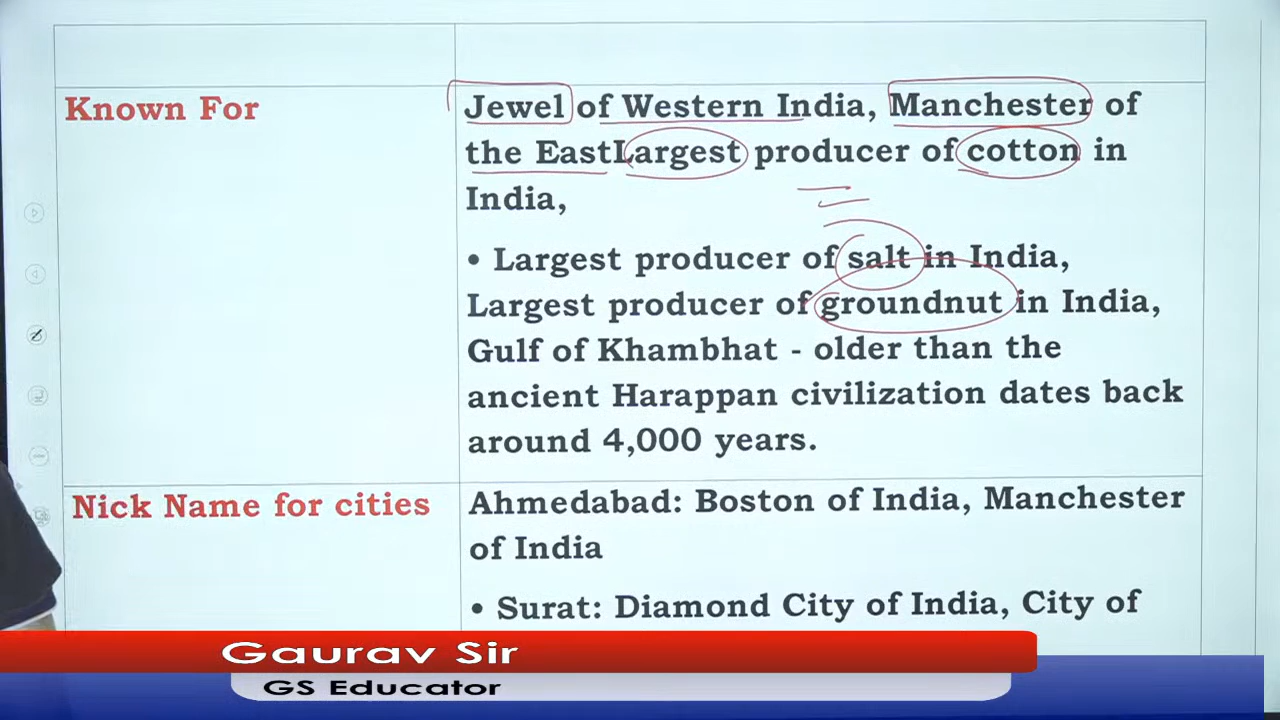 Known For
Jewel of Western India, Manchester of
the EastLargest producer of cotton in
India,
• Largest producer of salt in India,
Largest producer of groundnut in India,
Gulf of Khambhat - older than the
ancient Harappan civilization dates back
around 4,000 years.
Nick Name for cities
Ahmedabad: Boston of India, Manchester
of India
• Surat: Diamond City of India, City of
Gaurav Sir
GS Educator